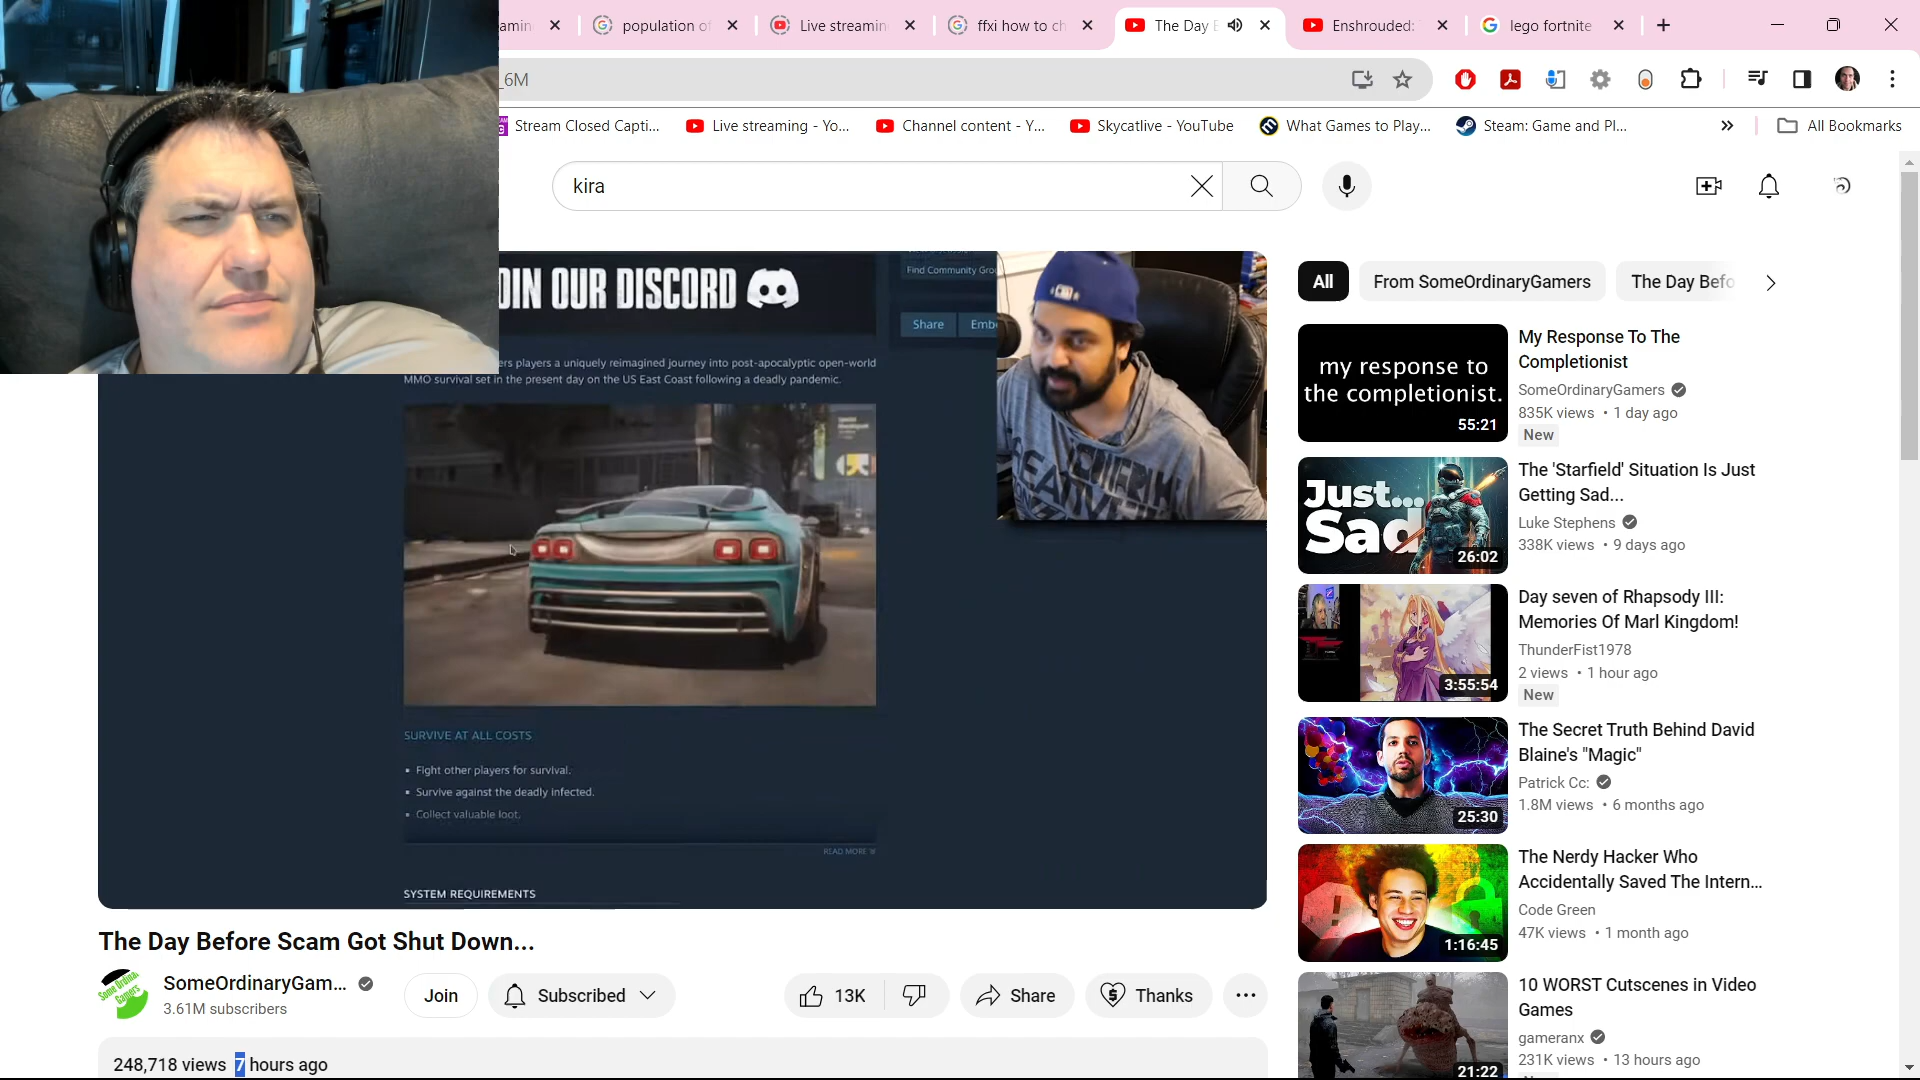 population of
Live streamin
ffxi how to ch
The Day B
Enshrouded:
lego fortnite
_6M
Stream Closed Capti...
Live streaming - Yo...
Channel content - Y...
Skycatlive - YouTube
What Games to Play...
Steam: Game and Pl...
All Bookmarks
kira
OIN OUR DISCORD
Find Community Grou
Share
Embe
ers players a uniquely reimagined journey into post-apocalyptic open-world
MMO survival set in the present day on the US East Coast following a deadly pandemic.
SURVIVE AT ALL COSTS
Fight other players for survival.
Survive against the deadly infected.
Collect valuable loot.
READ MORE
SYSTEM REQUIREMENTS
The Day Before Scam Got Shut Down...
SomeOrdinaryGam...
3.61M subscribers
Join
Subscribed
13K
Share
Thanks
248,718 views 7 hours ago
All
From SomeOrdinaryGamers
The Day Befo
my response to
the completionist.
55:21
My Response To The
Completionist
SomeOrdinaryGamers
835K views • 1 day ago
New
Just...
Sad
26:02
The 'Starfield' Situation Is Just
Getting Sad...
Luke Stephens
338K views • 9 days ago
3:55:54
Day seven of Rhapsody III:
Memories Of Marl Kingdom!
ThunderFist1978
2 views • 1 hour ago
New
25:30
The Secret Truth Behind David
Blaine's "Magic"
Patrick Cc:
1.8M views • 6 months ago
1:16:45
The Nerdy Hacker Who
Accidentally Saved The Intern...
Code Green
47K views • 1 month ago
21:22
10 WORST Cutscenes in Video
Games
gameranx
231K views • 13 hours ago